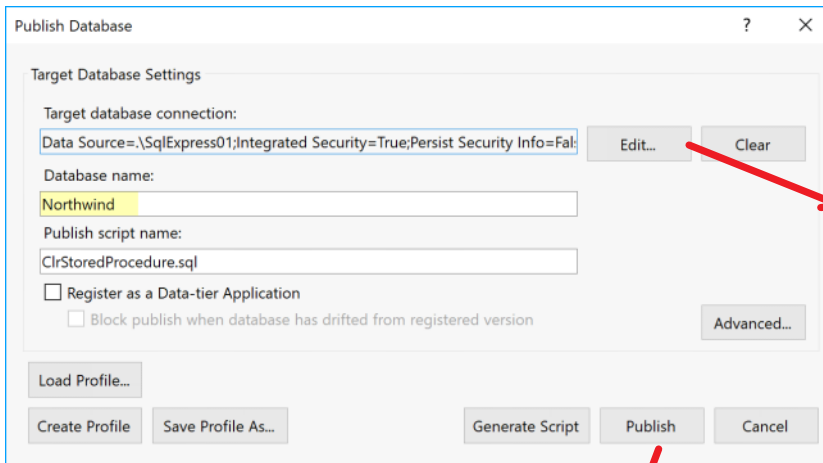 Publish Database ? ×
Target Database Settings
Target database connection:
Data Source=.\SqlExpress01;Integrated Security=True;Persist Security Info=Fal
Edit...
Clear
Database name:
Northwind
Publish script name:
ClrStoredProcedure.sql
Register as a Data-tier Application
Block publish when database has drifted from registered version
Advanced...
Load Profile...
Create Profile
Save Profile As...
Generate Script
Publish
Cancel